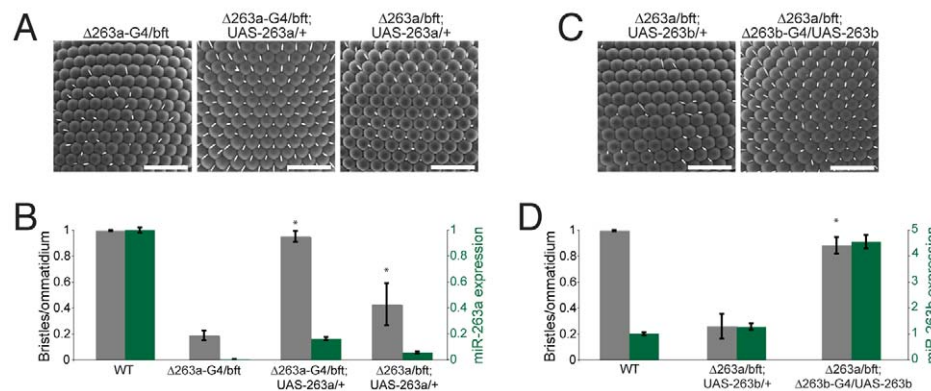 A
Δ263a-G4/bft
Δ263a-G4/bft;
UAS-263a/+
Δ263a/bft;
UAS-263a/+
C
Δ263a/bft;
UAS-263b/+
Δ263a/bft;
Δ263b-G4/UAS-263b
B
Bristles/ommatidium
1
0.8
0.6
0.4
0.2
0
*
*
1
0.8
0.6
0.4
0.2
0
miR-263a expression
WT
Δ263a-G4/bft
Δ263a-G4/bft;
UAS-263a/+
Δ263a/bft;
UAS-263a/+
D
Bristles/ommatidium
1
0.8
0.6
0.4
0.2
0
*
5
4
3
2
1
0
miR-263b expression
WT
Δ263a/bft;
UAS-263b/+
Δ263a/bft;
Δ263b-G4/UAS-263b